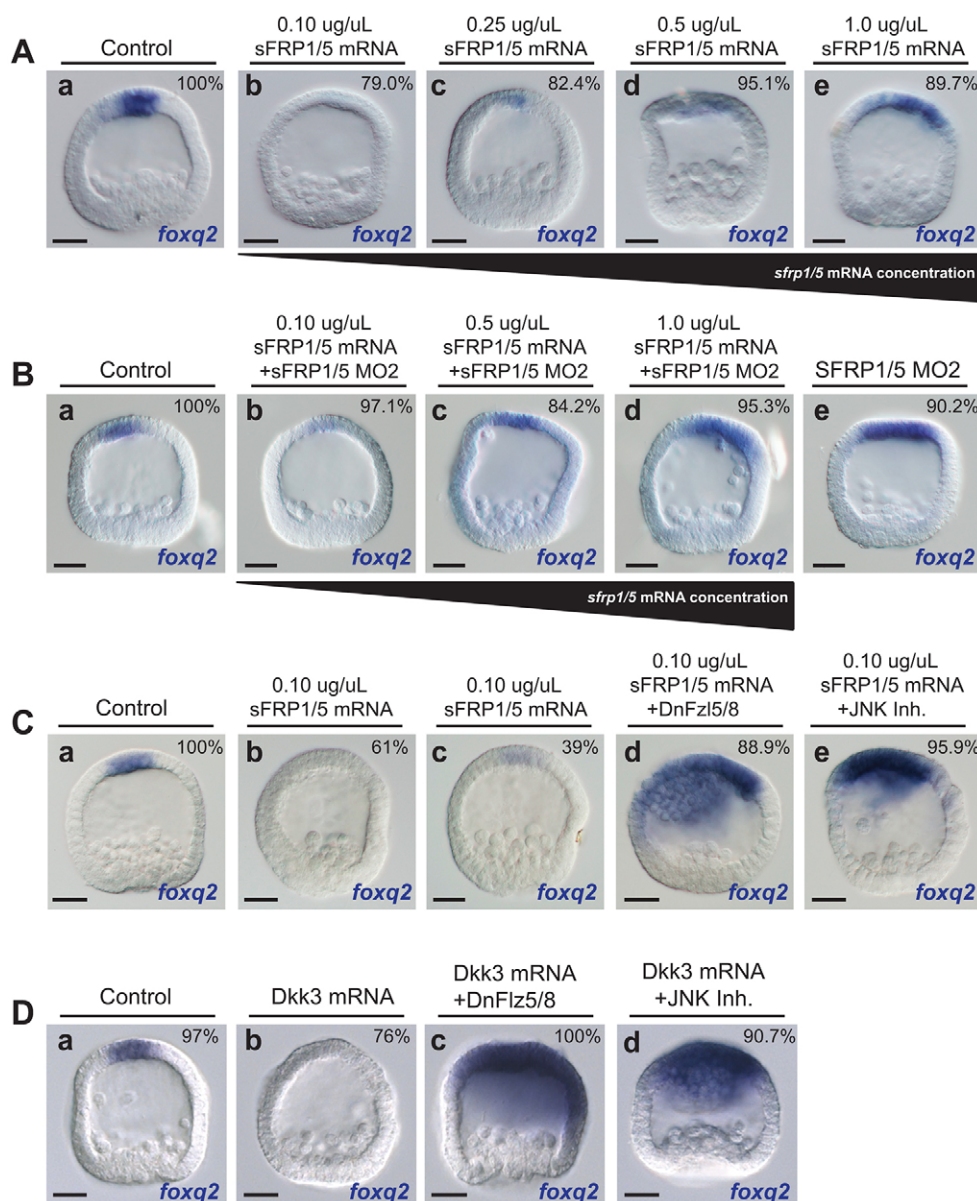 A
Control
0.10 ug/uL
sFRP1/5 mRNA
0.25 ug/uL
sFRP1/5 mRNA
0.5 ug/uL
sFRP1/5 mRNA
1.0 ug/uL
sFRP1/5 mRNA
a 100%
foxq2
b 79.0%
c 82.4%
foxq2
d 95.1%
foxq2
e 89.7%
foxq2
sfrp1/5 mRNA concentration
B
Control
0.10 ug/uL
sFRP1/5 mRNA
+sFRP1/5 MO2
0.5 ug/uL
sFRP1/5 mRNA
+sFRP1/5 MO2
1.0 ug/uL
sFRP1/5 mRNA
+sFRP1/5 MO2
SFRP1/5 MO2
a 100%
foxq2
b 97.1%
foxq2
c 84.2%
foxq2
d 95.3%
foxq2
e 90.2%
foxq2
sfrp1/5 mRNA concentration
C
Control
0.10 ug/uL
sFRP1/5 mRNA
0.10 ug/uL
sFRP1/5 mRNA
0.10 ug/uL
sFRP1/5 mRNA
+DnFzl5/8
0.10 ug/uL
sFRP1/5 mRNA
+JNK Inh.
a 100%
foxq2
b 61%
foxq2
c 39%
foxq2
d 88.9%
foxq2
e 95.9%
foxq2
D
Control
Dkk3 mRNA
Dkk3 mRNA
+DnFlz5/8
Dkk3 mRNA
+JNK Inh.
a 97%
foxq2
b 76%
foxq2
c 100%
foxq2
d 90.7%
foxq2